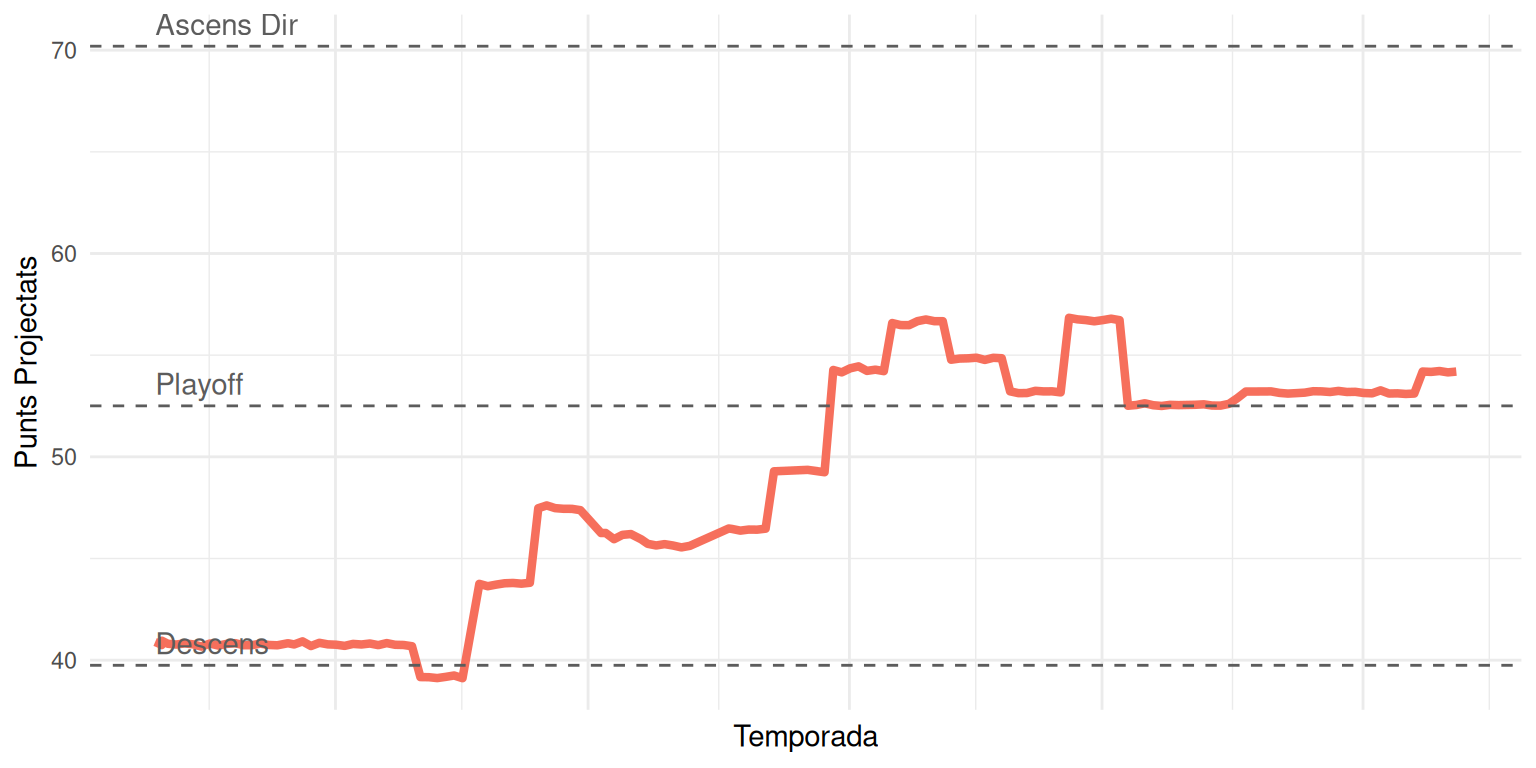 Ascens Dir
70
60
Playoff
50
Descens
40
Punts Projectats
Temporada